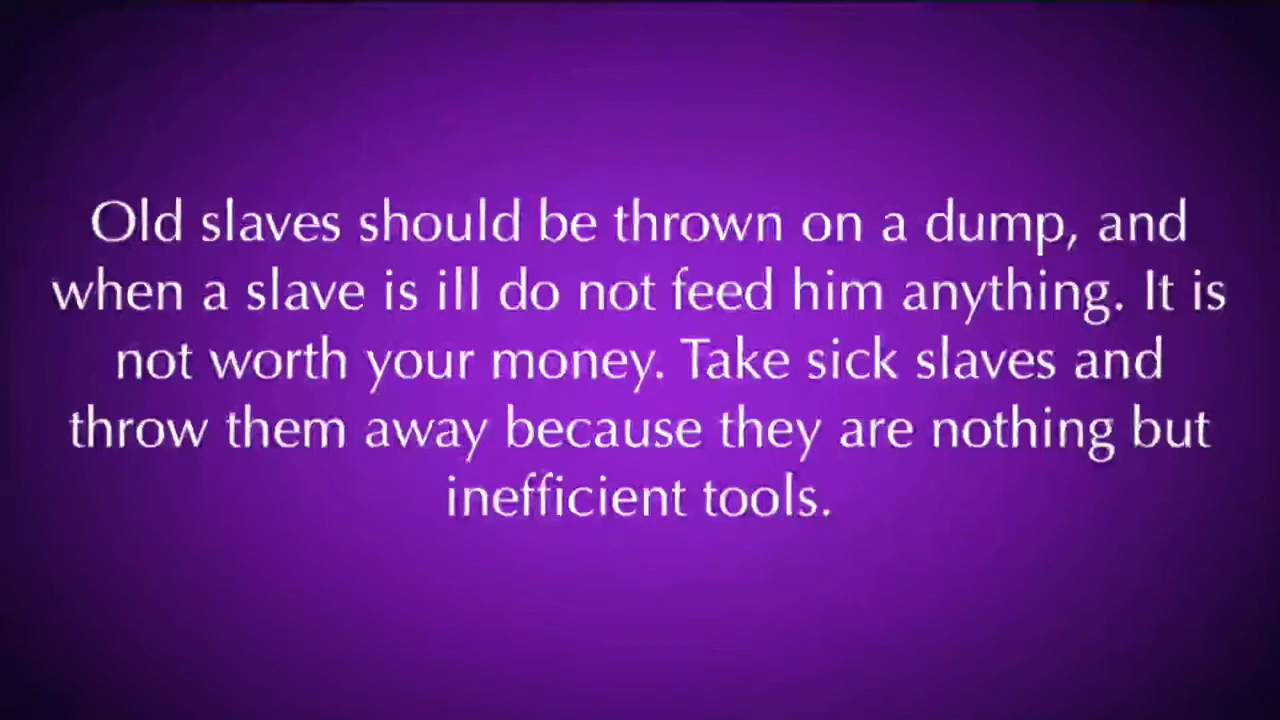 Old slaves should be thrown on a dump, and
when a slave is ill do not feed him anything. It is
not worth your money. Take sick slaves and
throw them away because they are nothing but
inefficient tools.